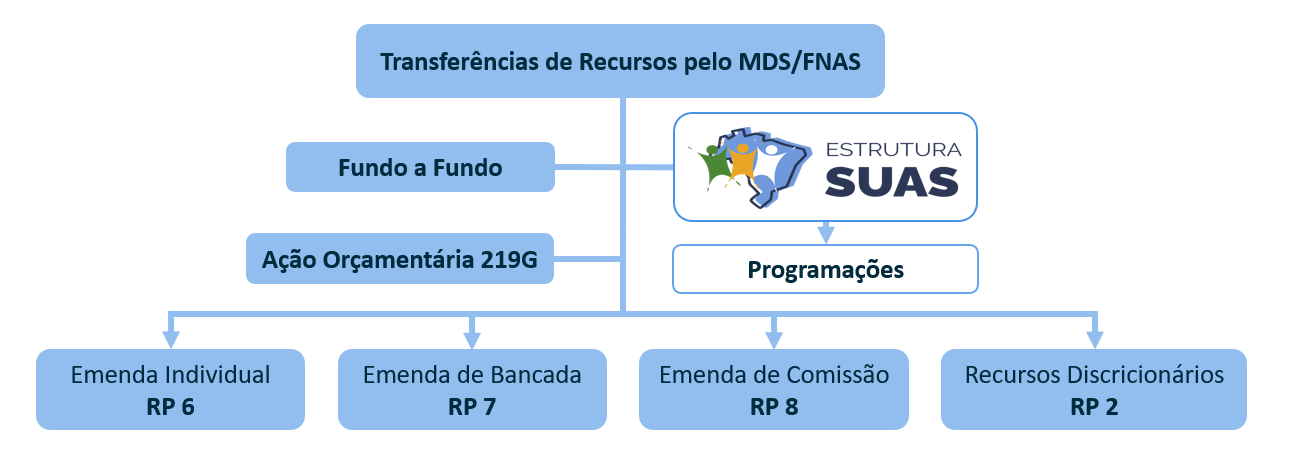 Transferências de Recursos pelo MDS/FNAS
Fundo a Fundo
ESTRUTURA
SUAS
Ação Orçamentária 219G
Programações
Emenda Individual
RP 6
Emenda de Bancada
RP 7
Emenda de Comissão
RP 8
Recursos Discricionários
RP 2